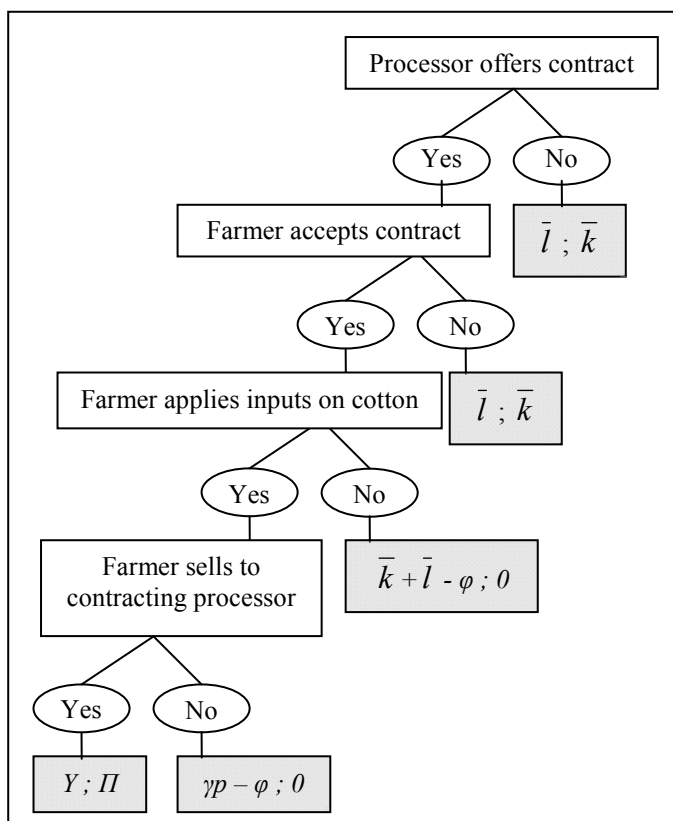 Processor offers contract
Yes
No
Farmer accepts contract
l̄ ; k̄
Yes
No
Farmer applies inputs on cotton
l̄ ; k̄
Yes
No
Farmer sells to
contracting processor
k̄ + l̄ - φ ; 0
Yes
No
Y ; Π
γp – φ ; 0